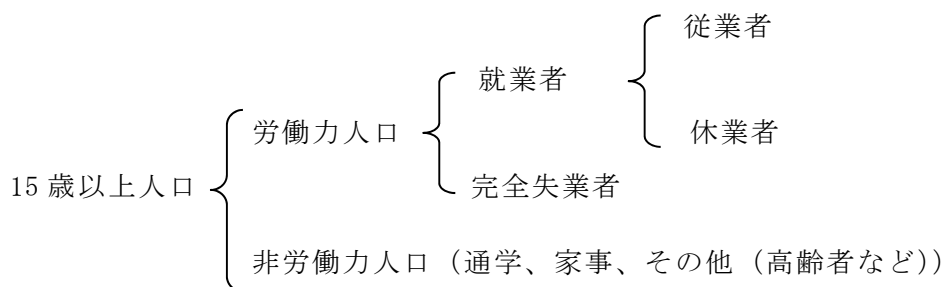 従業者
就業者
労働力人口
休業者
15 歳以上人口
完全失業者
非労働力人口（通学、家事、その他（高齢者など））